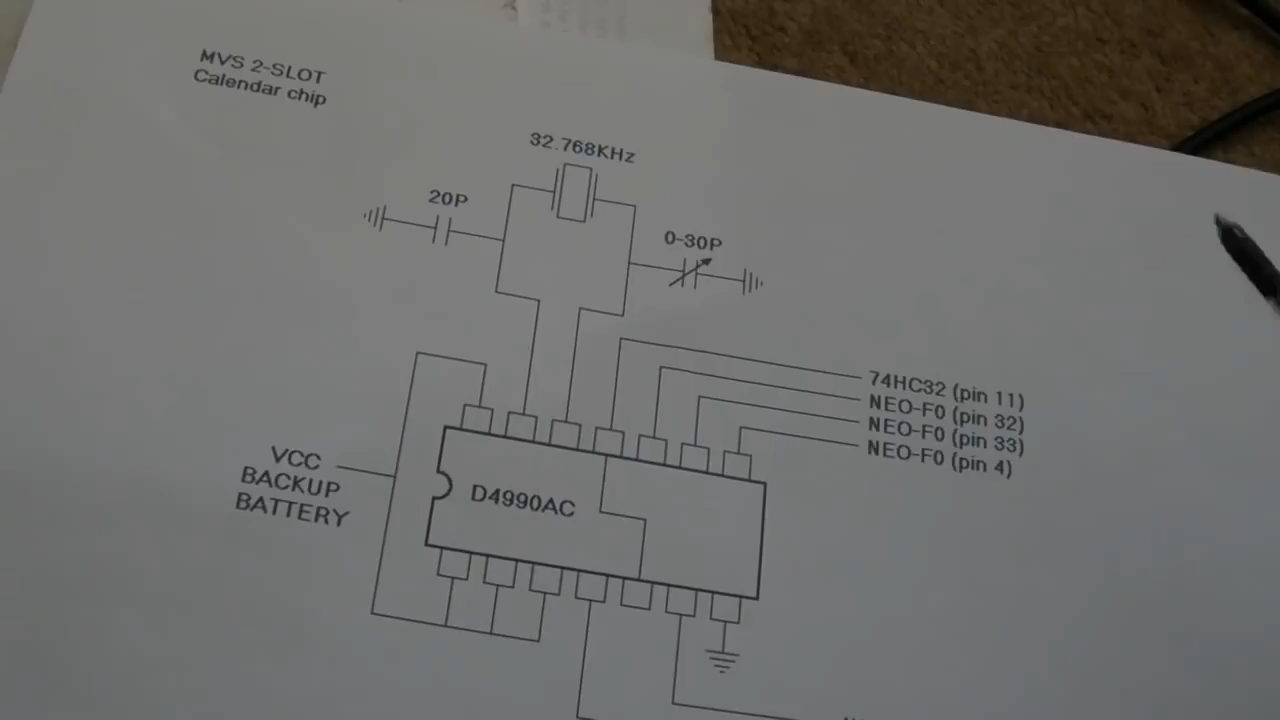 MVS 2-SLOT
Calendar chip
32.768KHz
20P
0-30P
74HC32 (pin 11)
NEO-F0 (pin 32)
NEO-F0 (pin 33)
NEO-F0 (pin 4)
VCC
BACKUP
BATTERY
D4990AC